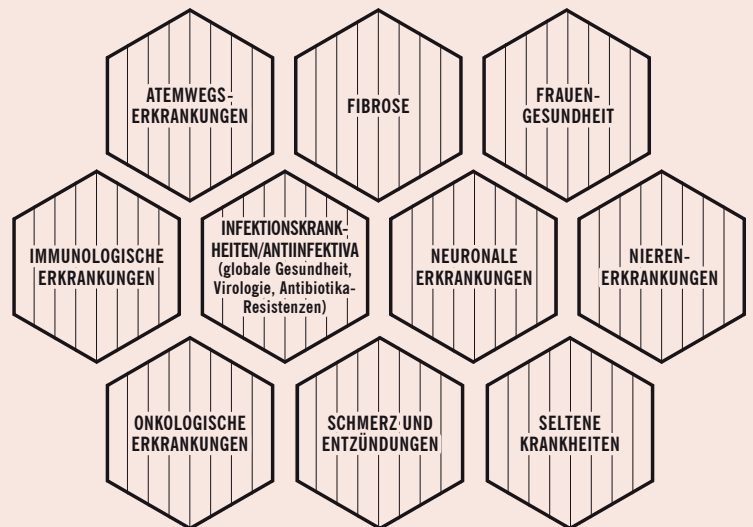 ATEMWEGS-
ERKRANKUNGEN
FIBROSE
FRAUEN-
GESUNDHEIT
IMMUNOLOGISCHE
ERKRANKUNGEN
INFEKTIONSKRANK-
HEITEN/ANTIINFEKTIVA
(globale Gesundheit,
Virologie, Antibiotika-
Resistenzen)
NEURONALE
ERKRANKUNGEN
NIEREN-
ERKRANKUNGEN
ONKOLOGISCHE
ERKRANKUNGEN
SCHMERZ UND
ENTZÜNDUNGEN
SELTENE
KRANKHEITEN